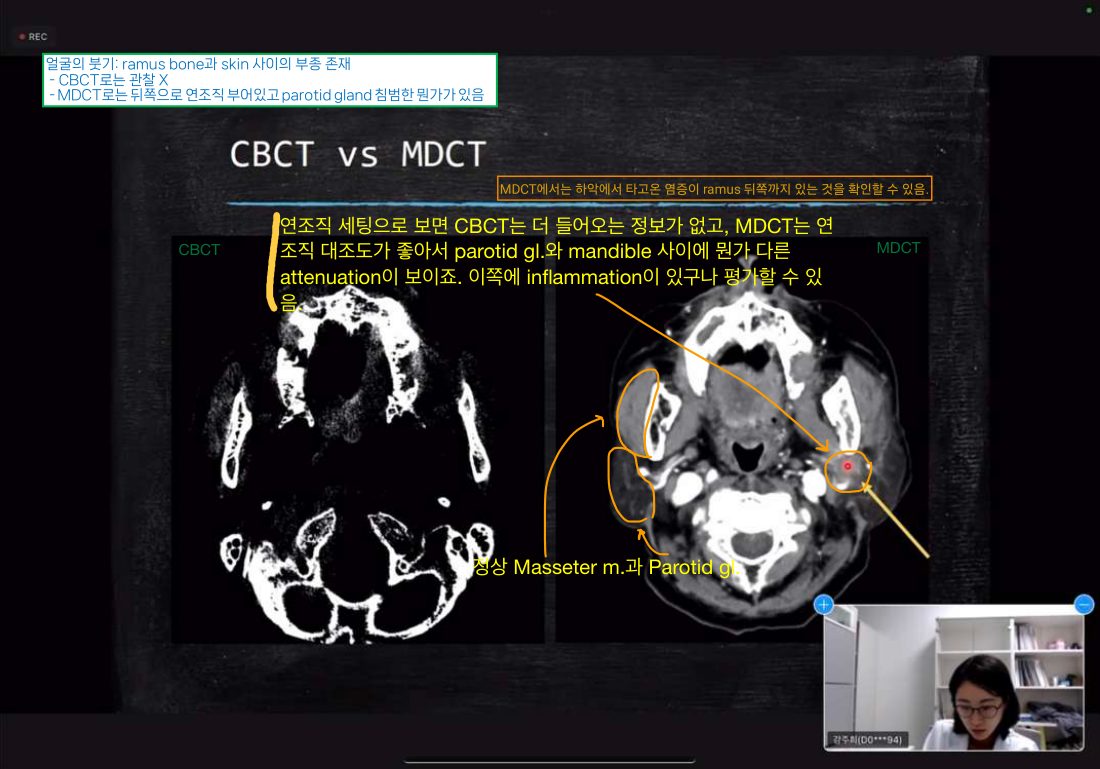 REC
얼굴의 붓기: ramus bone과 skin 사이의 부종 존재
- CBCT로는 관찰 X
- MDCT로는 뒤쪽으로 연조직 부어있고 parotid gland 침범한 뭔가가 있음
CBCT vs MDCT
MDCT에서는 하악에서 타고온 염증이 ramus 뒤쪽까지 있는 것을 확인할 수 있음.
연조직 세팅으로 보면 CBCT는 더 들어오는 정보가 없고, MDCT는 연
조직 대조도가 좋아서 parotid gl.와 mandible 사이에 뭔가 다른
attenuation이 보이죠. 이쪽에 inflammation이 있구나 평가할 수 있
음.
CBCT
MDCT
정상 Masseter m.과 Parotid gl.
강주희(D0***94)